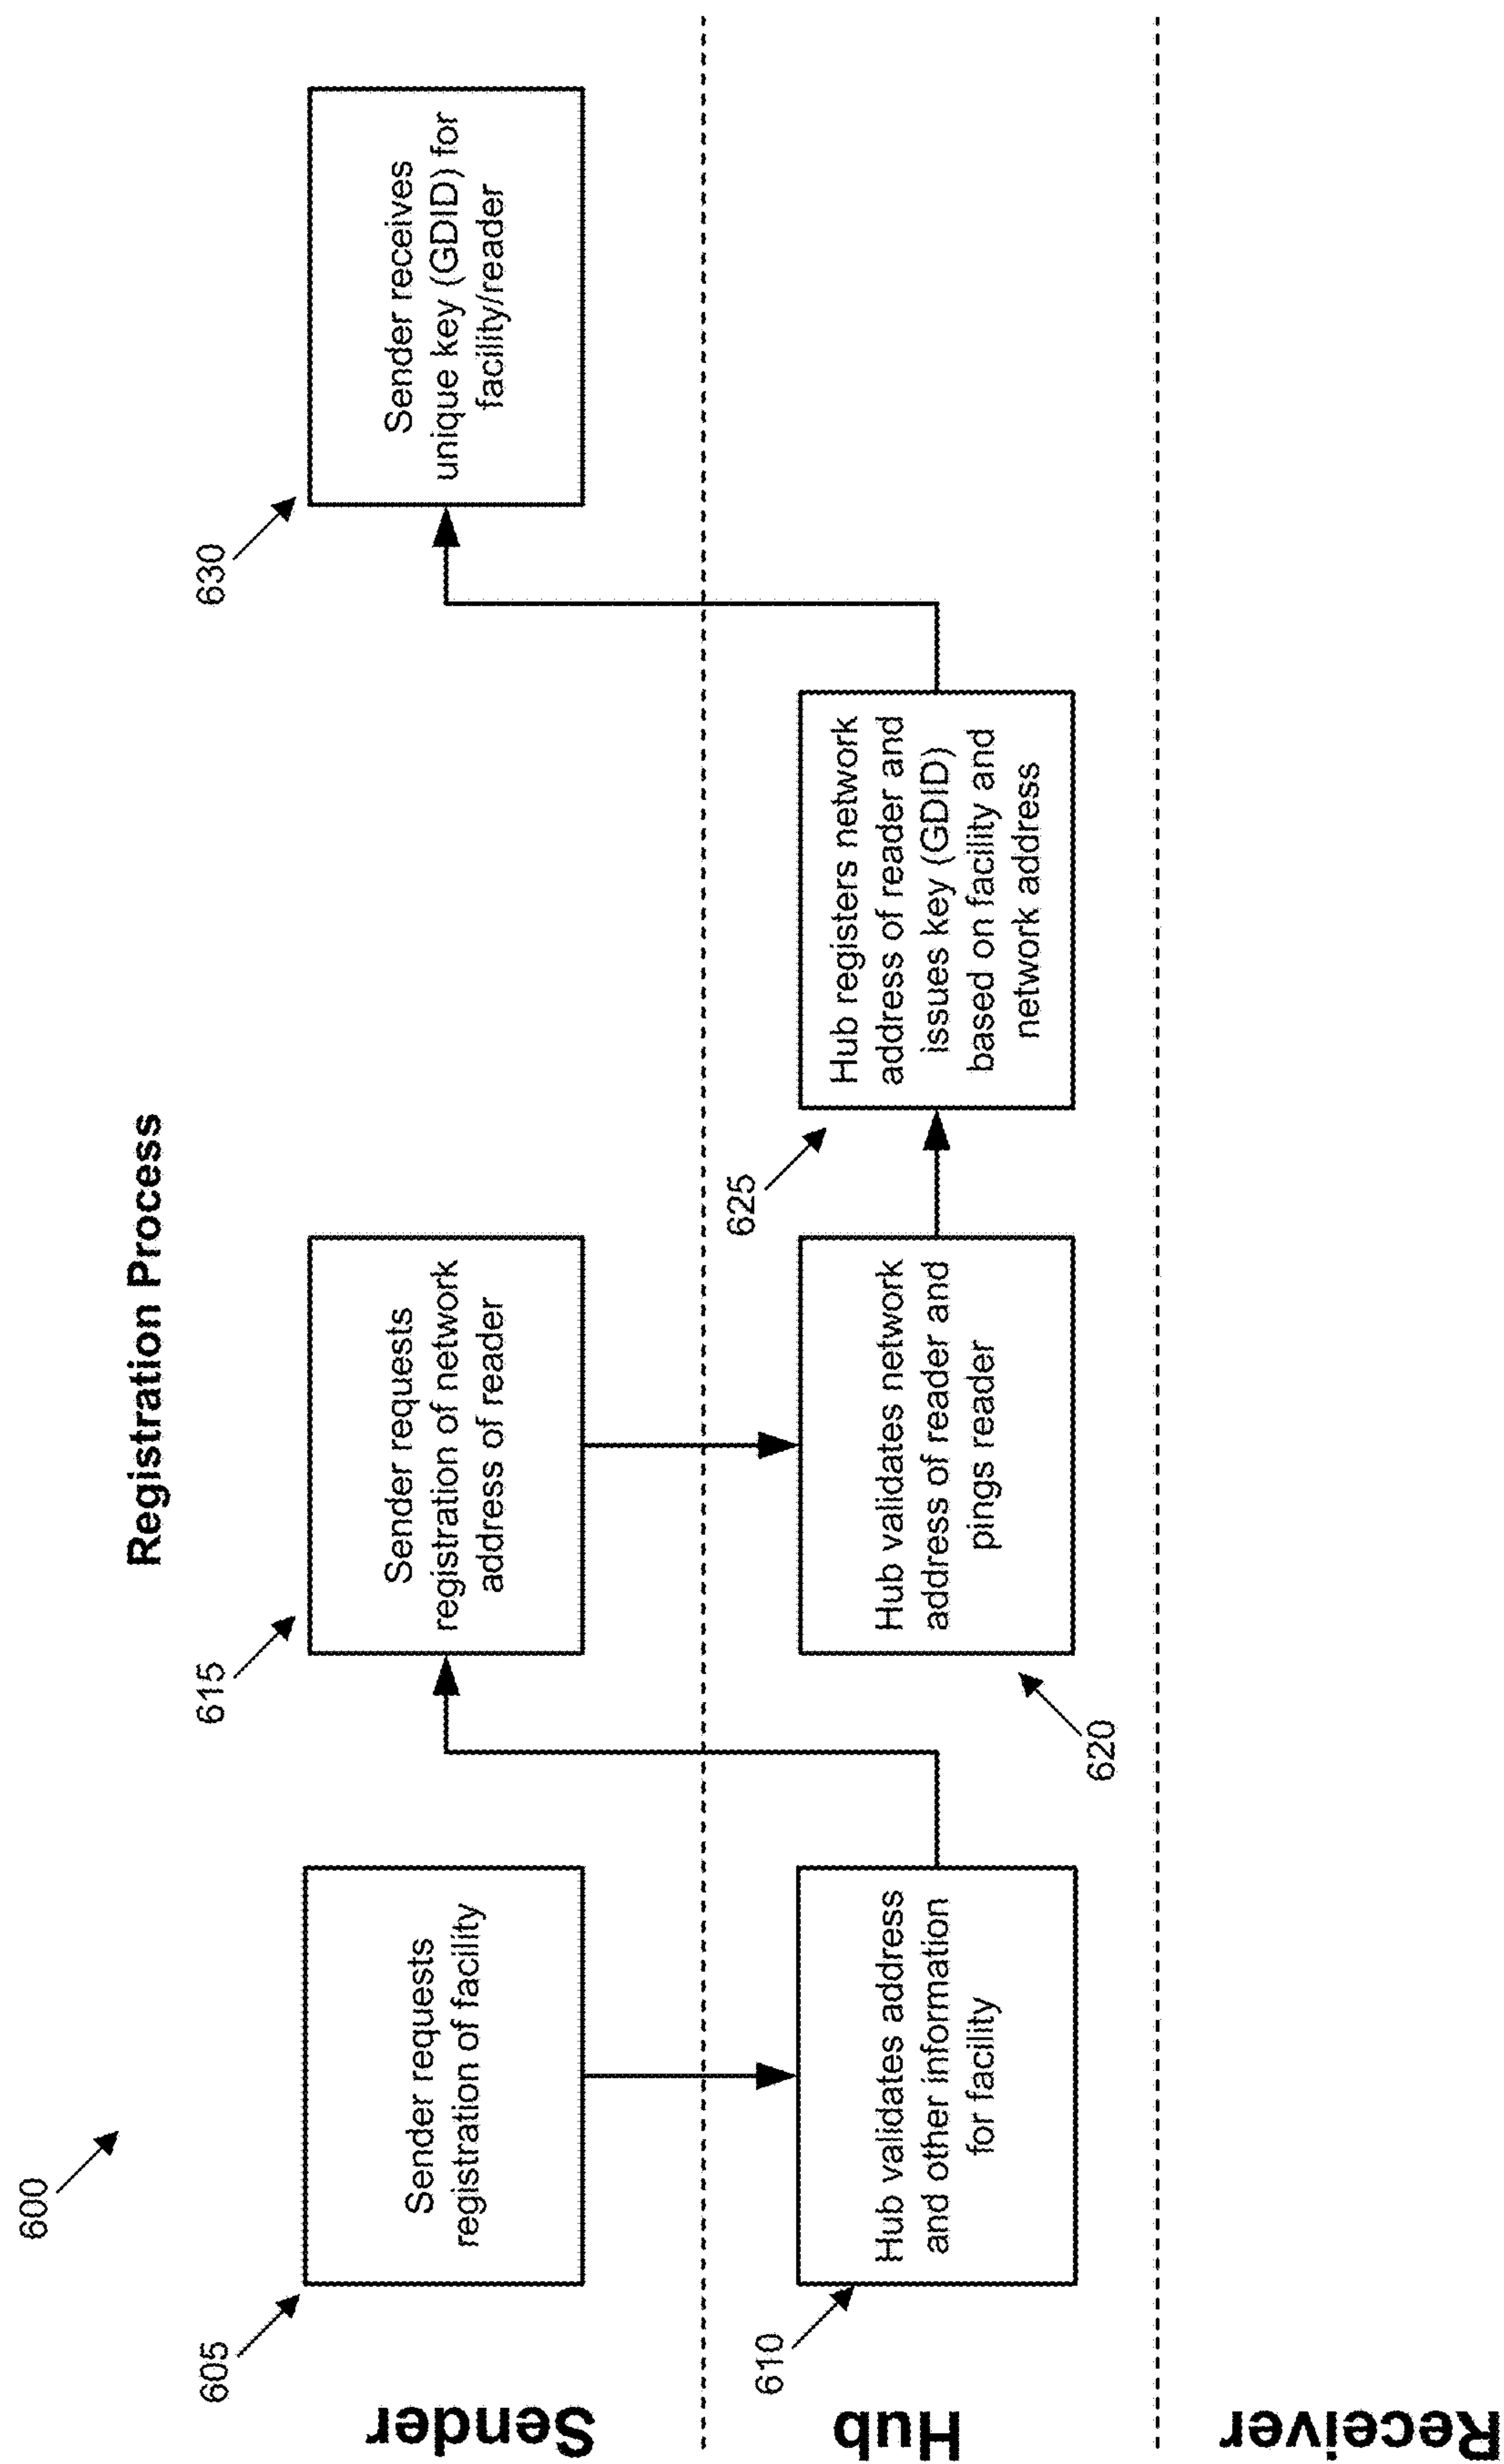 600
Registration Process
Sender
605
Sender requests
registration of facility
615
Sender requests
registration of network
address of reader
630
Sender receives
unique key (GDID) for
facility/reader
Hub
610
Hub validates address
and other information
for facility
620
Hub validates network
address of reader and
pings reader
625
Hub registers network
address of reader and
issues key (GDID)
based on facility and
network address
Receiver